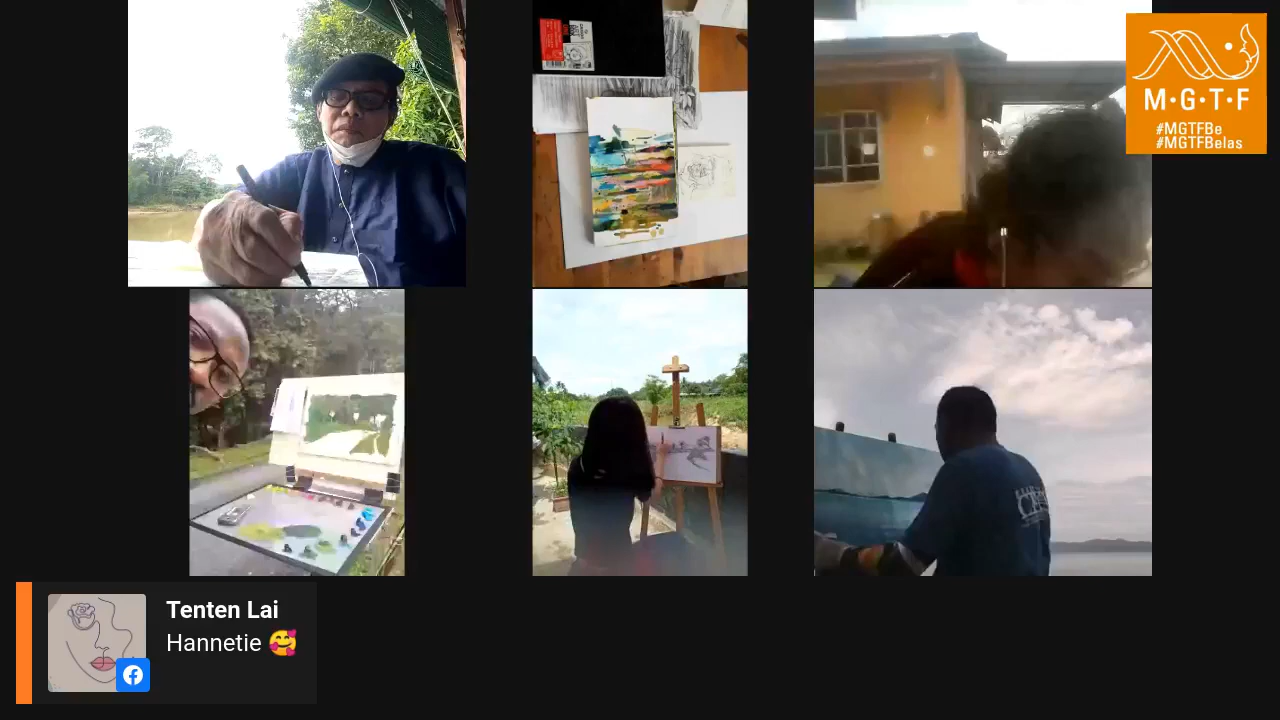 M·G·T·F
#MGTFBe
#MGTFBelas
Tenten Lai
Hannetie 🥰